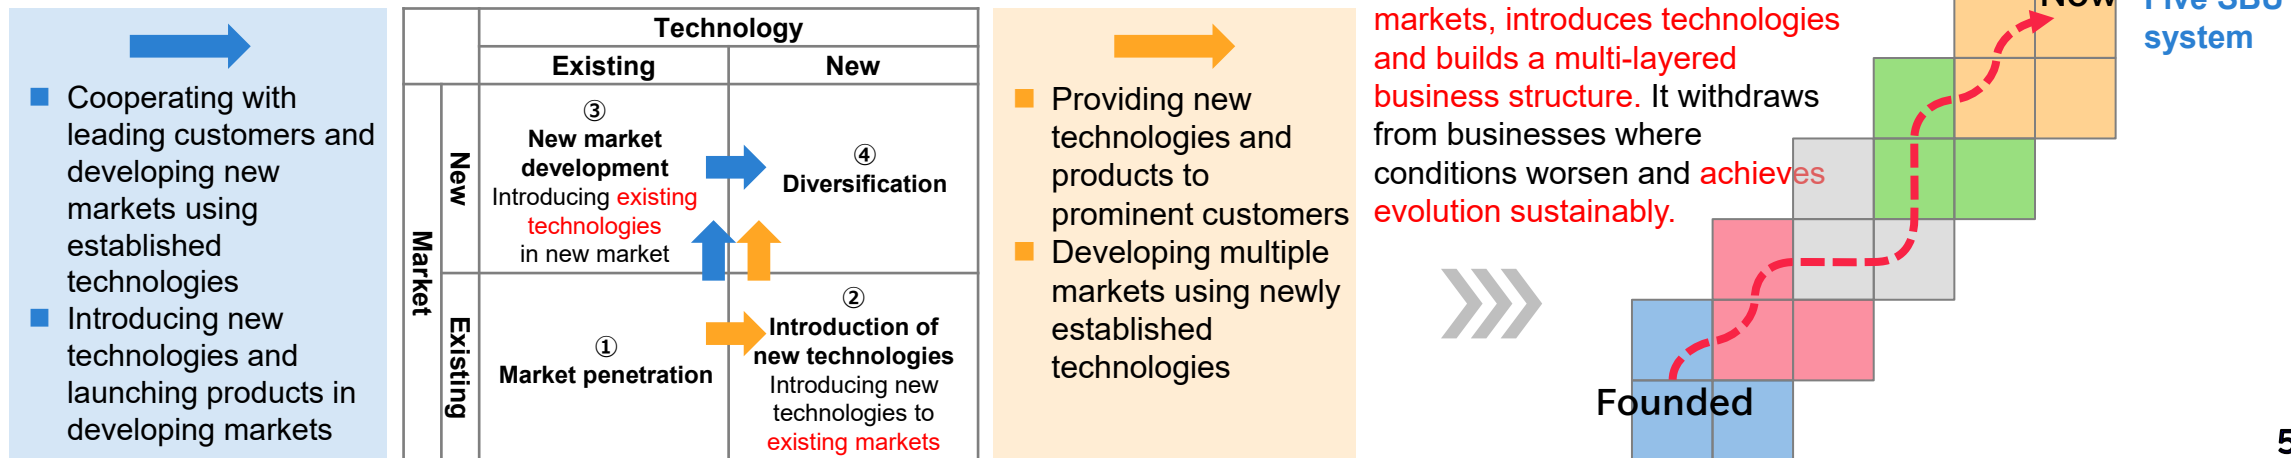 Cooperating with
leading customers and
developing new
markets using
established
technologies
Introducing new
technologies and
launching products in
developing markets
Technology
Existing
New
Market
New
Existing
③
New market
development
Introducing existing
technologies
in new market
④
Diversification
①
Market penetration
②
Introduction of
new technologies
Introducing new
technologies to
existing markets
Providing new
technologies and
products to
prominent customers
Developing multiple
markets using newly
established
technologies
markets, introduces technologies
and builds a multi-layered
business structure. It withdraws
from businesses where
conditions worsen and achieves
evolution sustainably.
Founded
Now
Five SBU
system
5